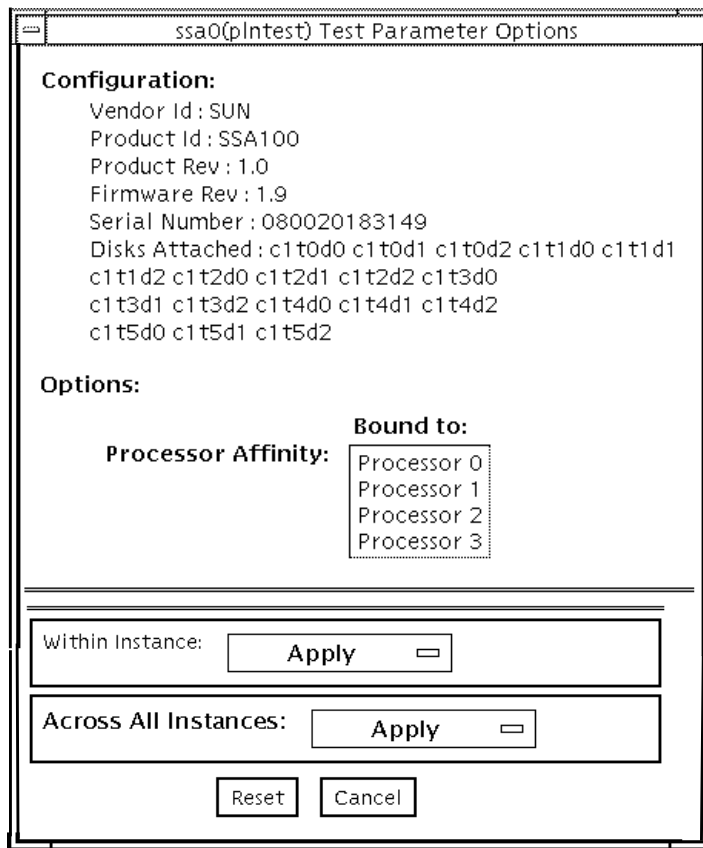 ssa0(plntest) Test Parameter Options
Configuration:
Vendor Id : SUN
Product Id : SSA100
Product Rev : 1.0
Firmware Rev : 1.9
Serial Number : 080020183149
Disks Attached : c1t0d0 c1t0d1 c1t0d2 c1t1d0 c1t1d1
c1t1d2 c1t2d0 c1t2d1 c1t2d2 c1t3d0
c1t3d1 c1t3d2 c1t4d0 c1t4d1 c1t4d2
c1t5d0 c1t5d1 c1t5d2
Options:
Bound to:
Processor Affinity:
Processor 0
Processor 1
Processor 2
Processor 3
Within Instance:
Apply
Across All Instances:
Apply
Reset
Cancel